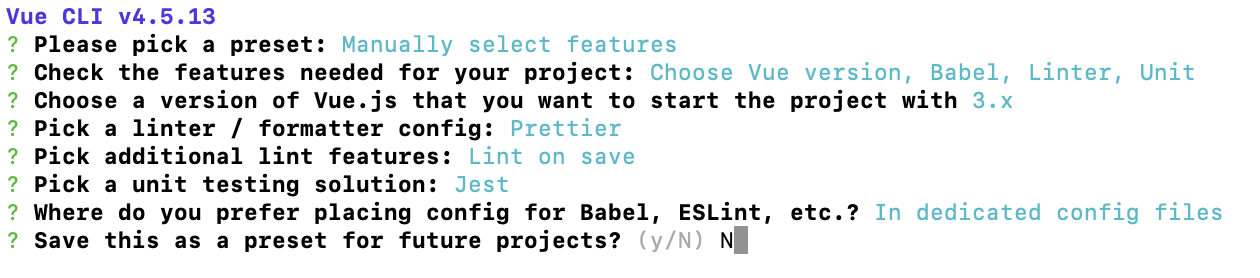 Vue CLI v4.5.13
? Please pick a preset: Manually select features
? Check the features needed for your project: Choose Vue version, Babel, Linter, Unit
? Choose a version of Vue.js that you want to start the project with 3.x
? Pick a linter / formatter config: Prettier
? Pick additional lint features: Lint on save
? Pick a unit testing solution: Jest
? Where do you prefer placing config for Babel, ESLint, etc.? In dedicated config files
? Save this as a preset for future projects? (y/N) N